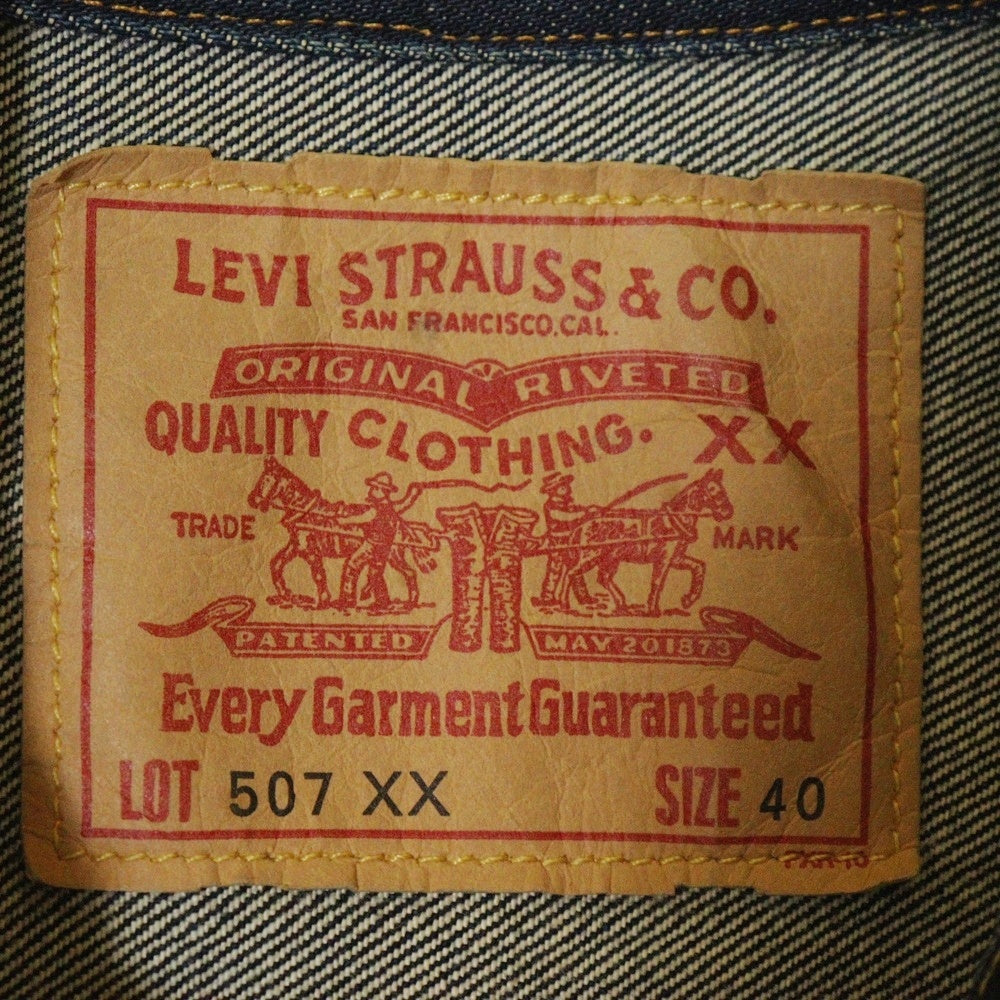 LEVI STRAUSS & CO.
SAN FRANCISCO.CAL.
ORIGINAL RIVETED
QUALITY CLOTHING. XX
TRADE MARK
PATENTED MAY 20 1873
Every Garment Guaranteed
LOT 507 XX SIZE 40